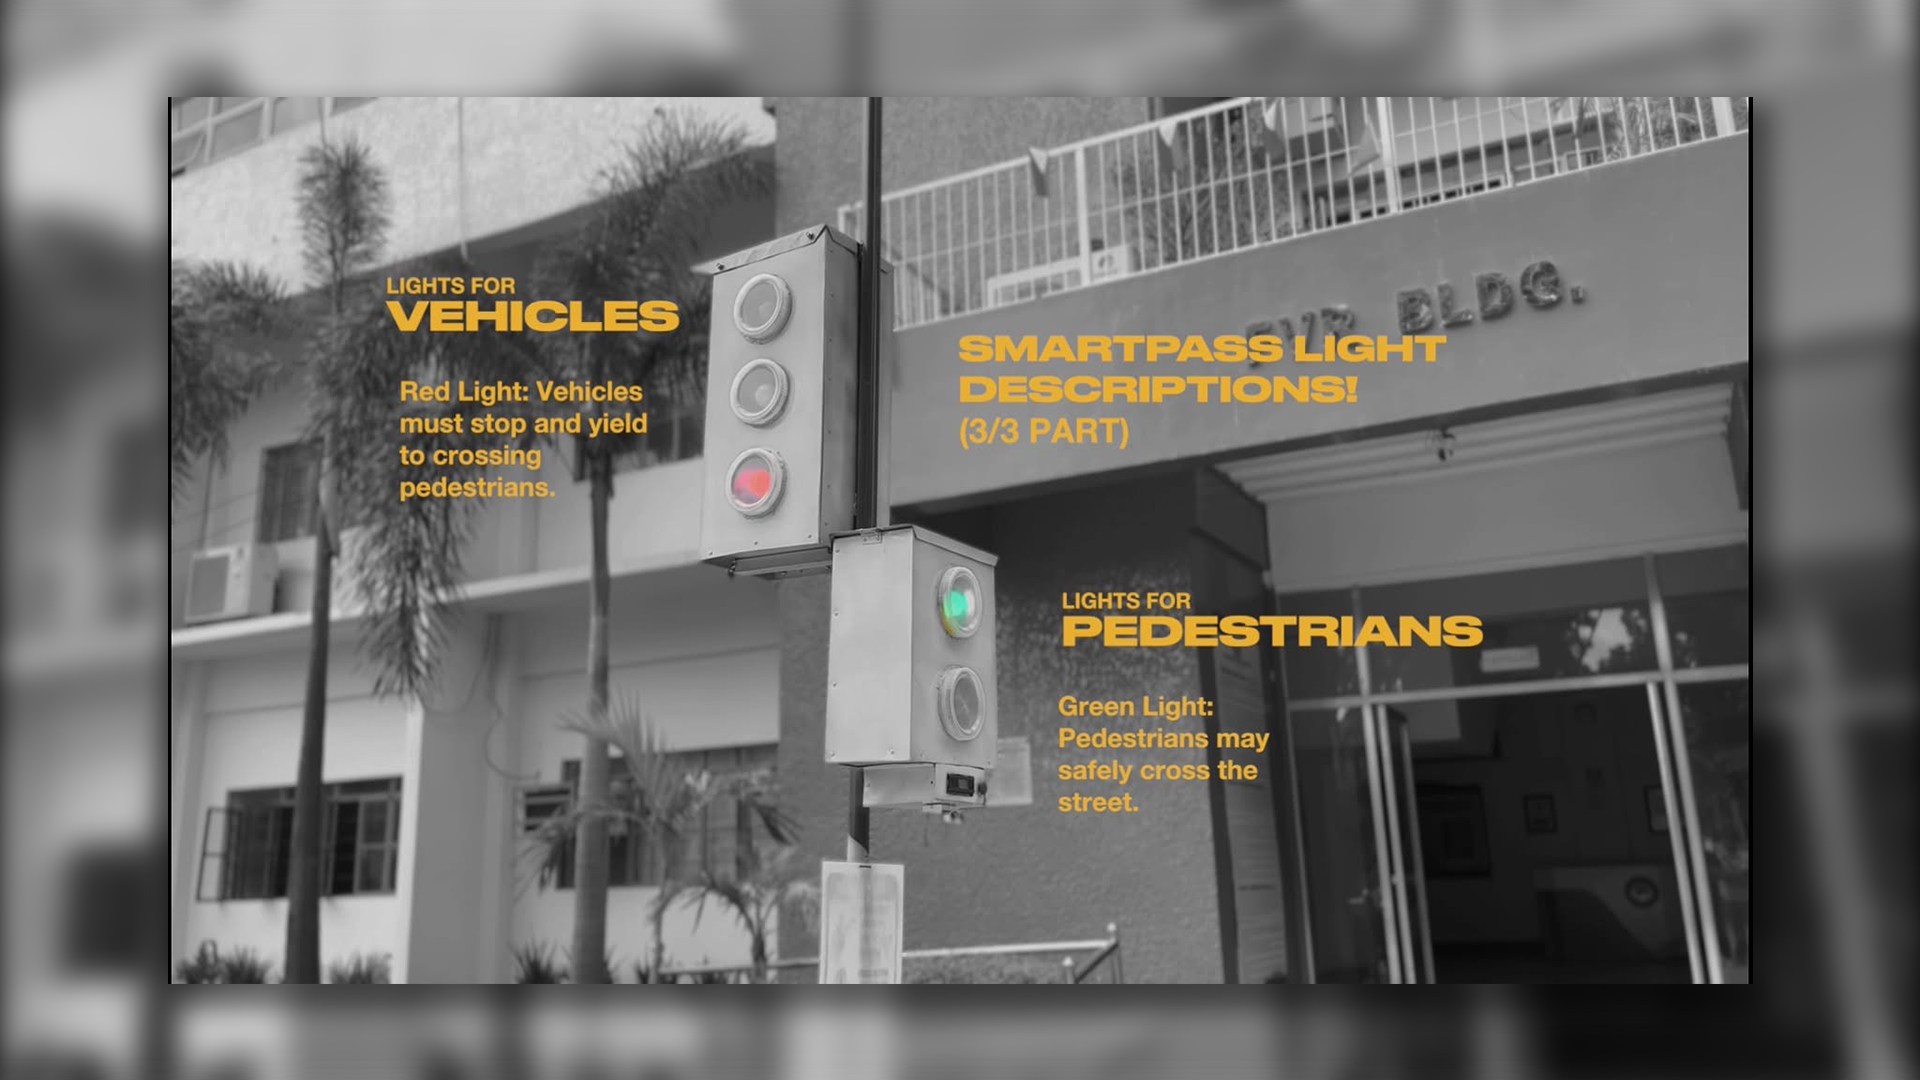 LIGHTS FOR
VEHICLES
Red Light: Vehicles
must stop and yield
to crossing
pedestrians.
BLDG.
SMARTPASS LIGHT
DESCRIPTIONS!
(3/3 PART)
LIGHTS FOR
PEDESTRIANS
Green Light:
Pedestrians may
safely cross the
street.